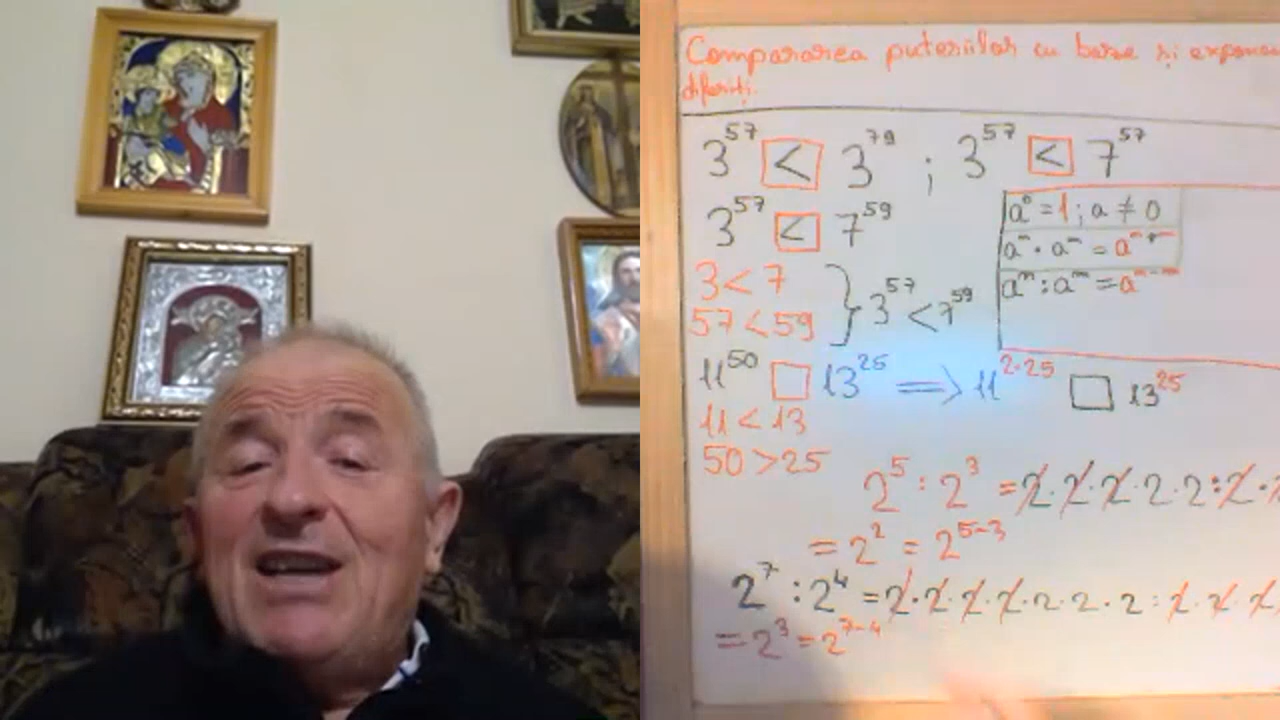 Compararea puterilor cu baze și expone
diferiți.
3^57 < 3^79 ; 3^57 < 7^57
3^57 < 7^59
a^0 = 1 ; a ≠ 0
a^m · a^n = a^m+n
a^m : a^n = a^m-n
3 < 7
57 < 59
} 3^57 < 7^59
11^50 □ 13^25 ⟹ 11^2·25 □ 13^25
11 < 13
50 > 25
2^5 : 2^3 = 2·2·2·2·2:2·
= 2^2 = 2^5-3
2^7 : 2^4 = 2·2·2·2·2·2·2:2·2·2
= 2^3 = 2^7-4